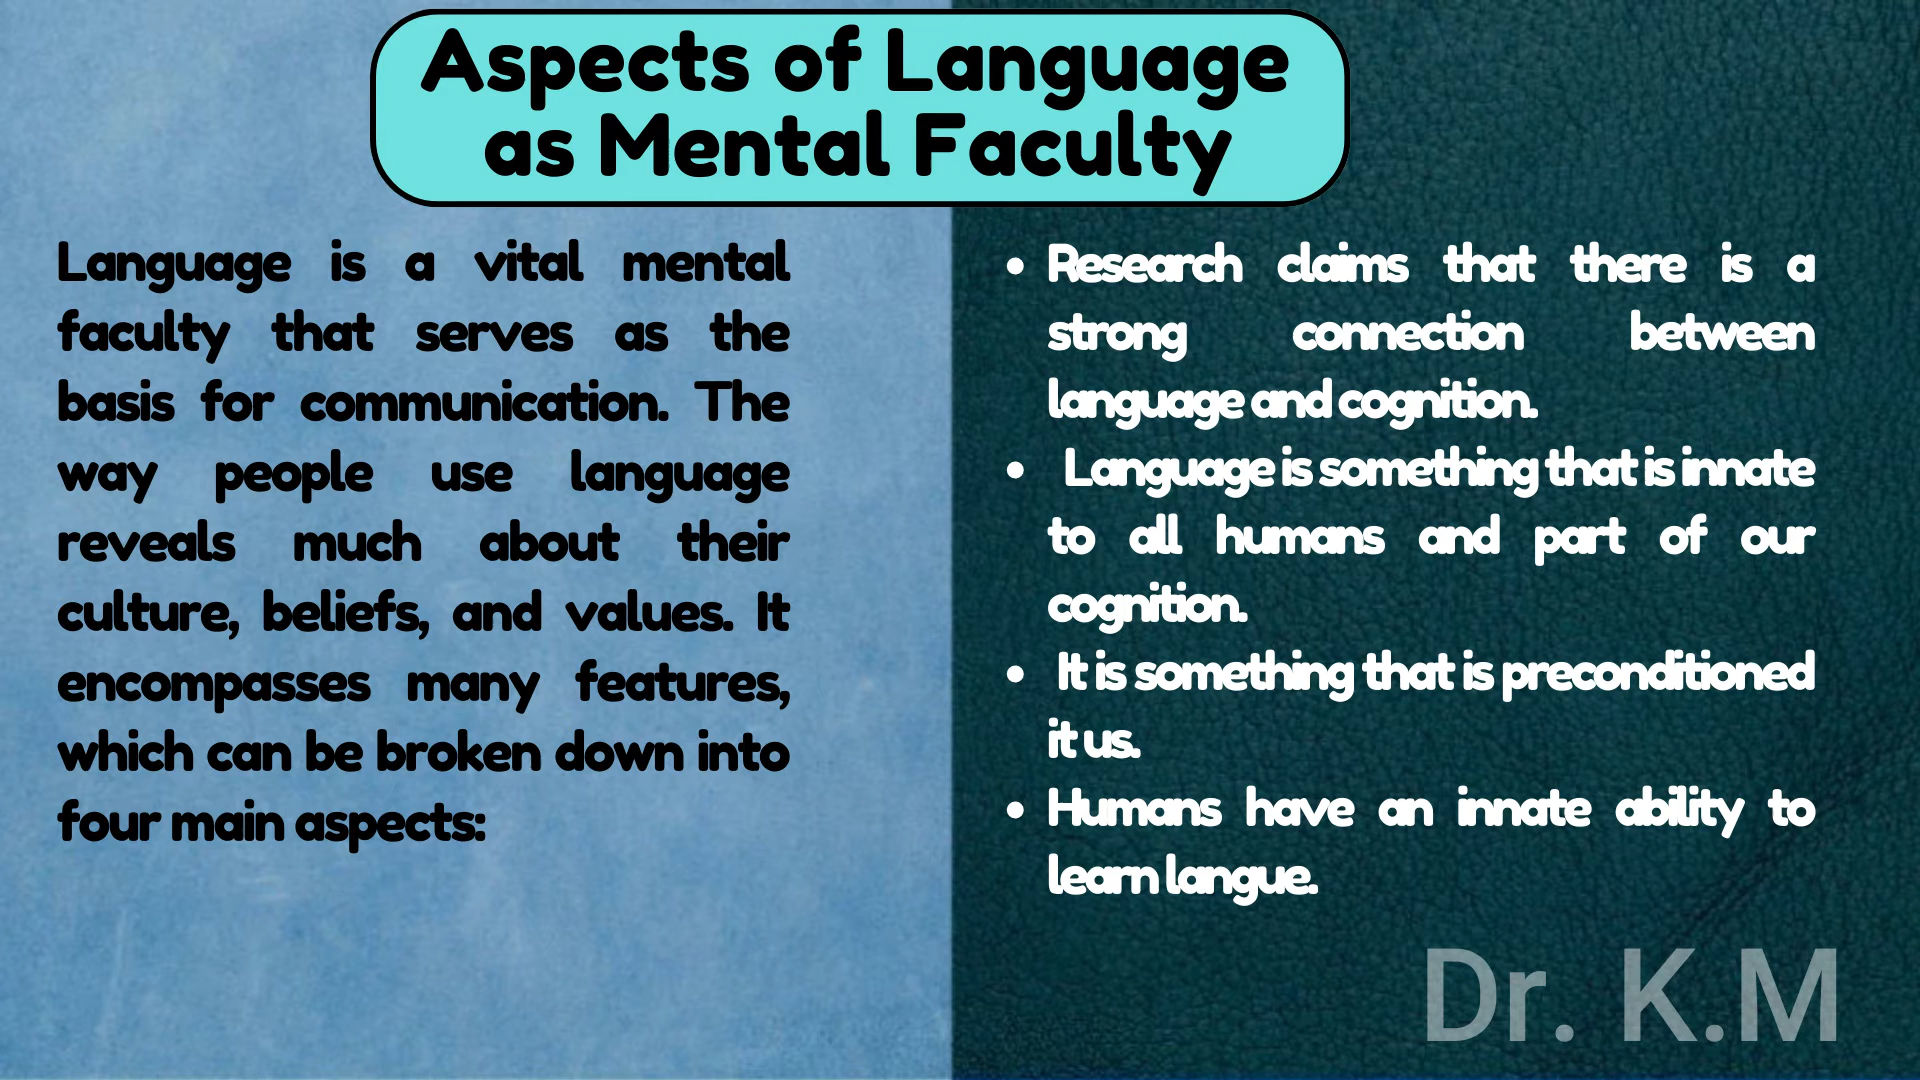 Aspects of Language
as Mental Faculty
Language is a vital mental
faculty that serves as the
basis for communication. The
way people use language
reveals much about their
culture, beliefs, and values. It
encompasses many features,
which can be broken down into
four main aspects:
• Research claims that there is a
strong connection between
language and cognition.
• Language is something that is innate
to all humans and part of our
cognition.
• It is something that is preconditioned
it us.
• Humans have an innate ability to
learn langue.
Dr. K.M